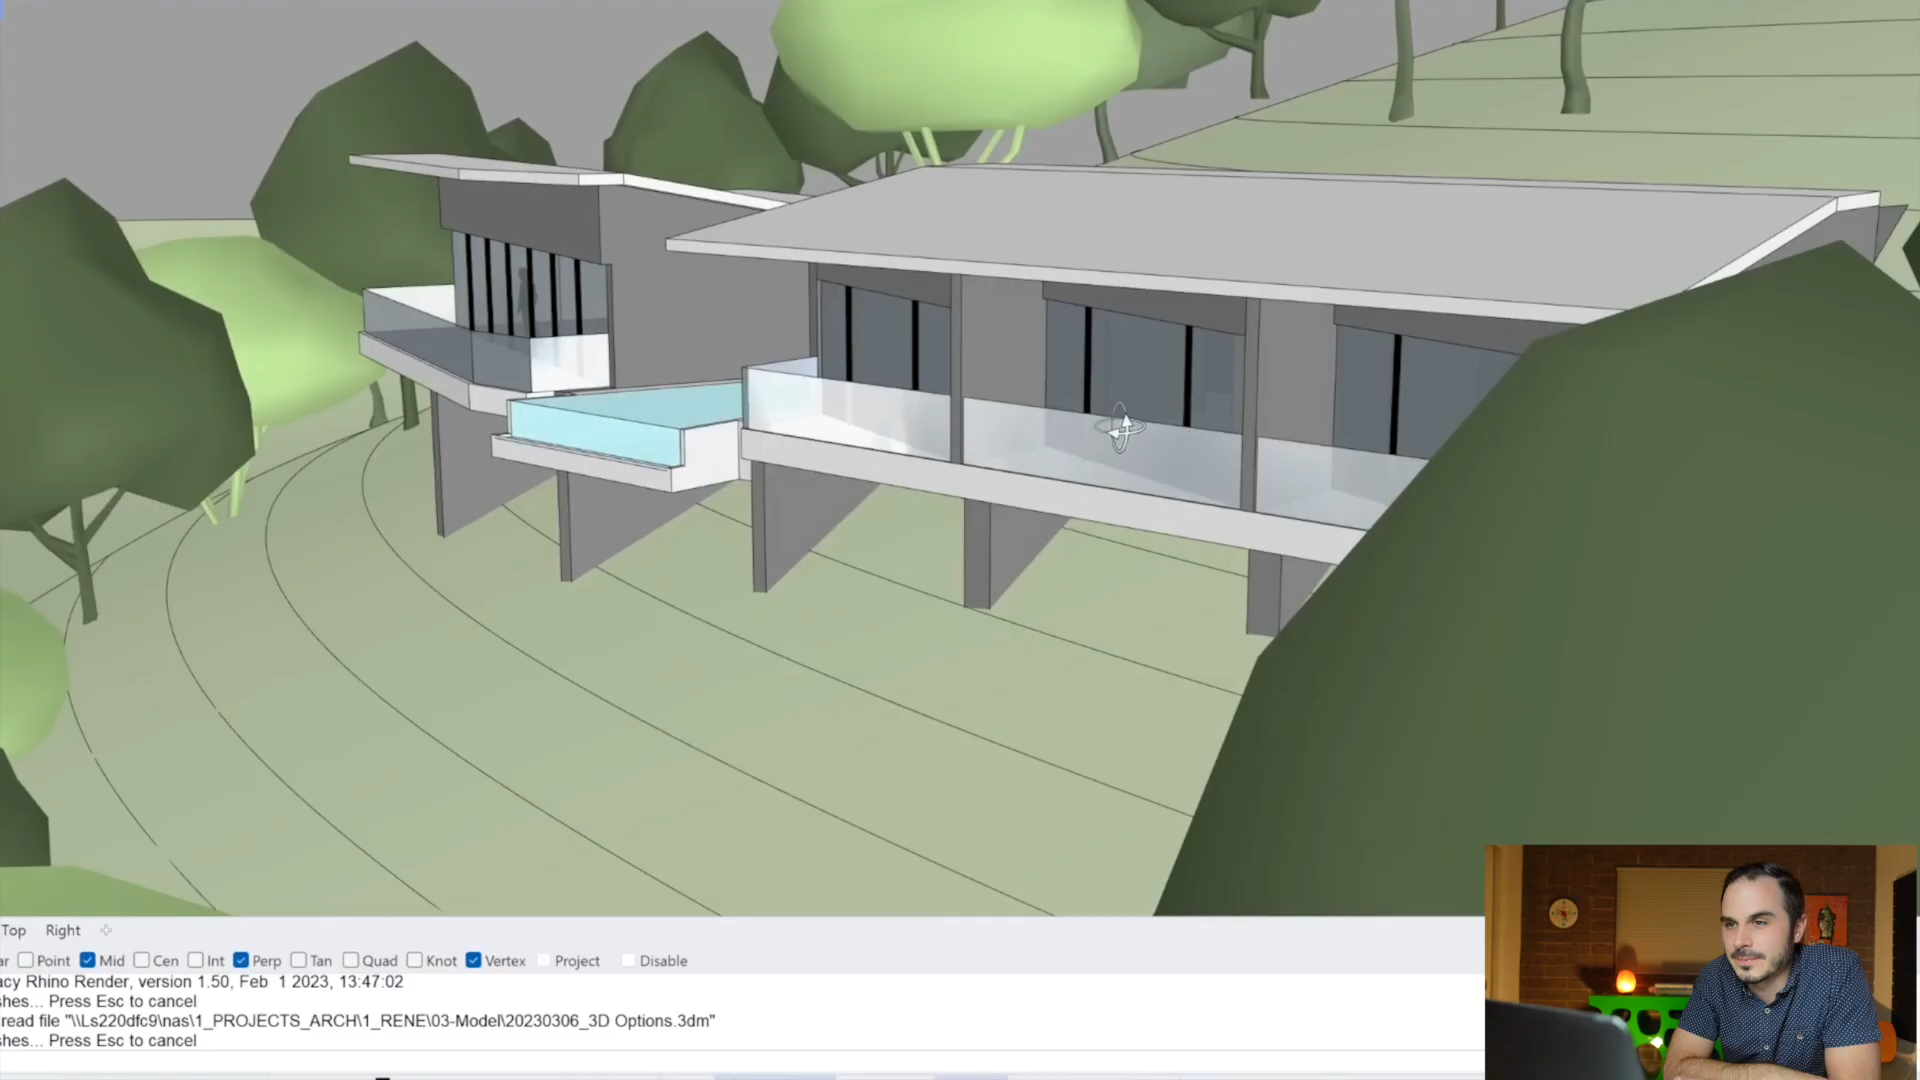 Top Right
ar Point Mid Cen Int Perp Tan Quad Knot Vertex Project Disable
acy Rhino Render, version 1.50, Feb 1 2023, 13:47:02
shes... Press Esc to cancel
read file "\\Ls220dfc9\nas\1_PROJECTS_ARCH\1_RENE\03-Model\20230306_3D Options.3dm"
shes... Press Esc to cancel